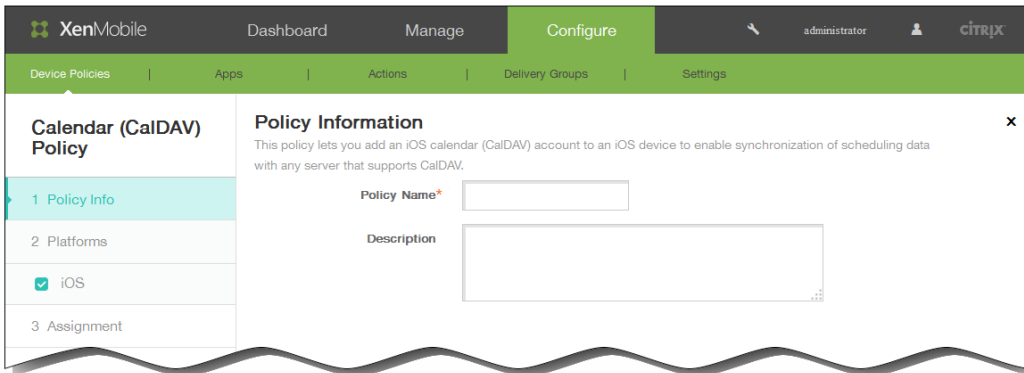 XenMobile Dashboard Manage Configure administrator CİTRIX
Device Policies | Apps | Actions | Delivery Groups | Settings
Calendar (CalDAV)
Policy
1 Policy Info
2 Platforms
iOS
3 Assignment
Policy Information x
This policy lets you add an iOS calendar (CalDAV) account to an iOS device to enable synchronization of scheduling data
with any server that supports CalDAV.
Policy Name*
Description